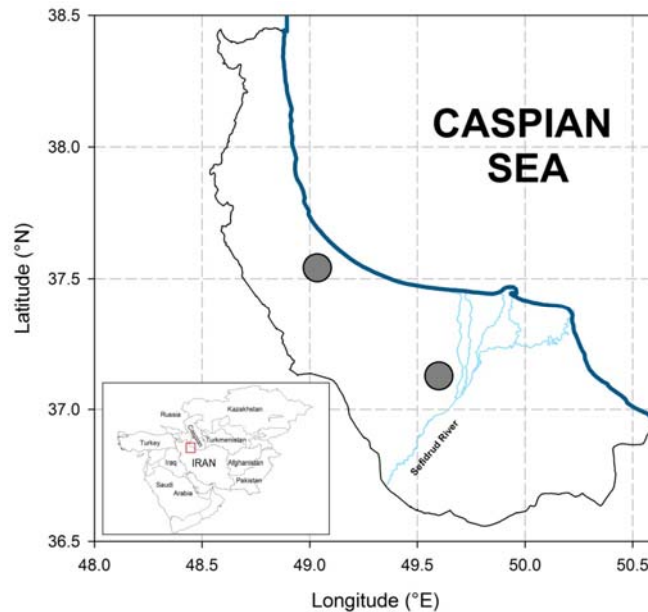 38.5
38.0
37.5
37.0
36.5
Latitude (°N)
CASPIAN
SEA
Sefidrud River
Russia
Kazakhstan
Turkey
Turkmenistan
IRAN
Iraq
Afghanistan
Saudi
Arabia
Pakistan
48.0 48.5 49.0 49.5 50.0 50.5
Longitude (°E)